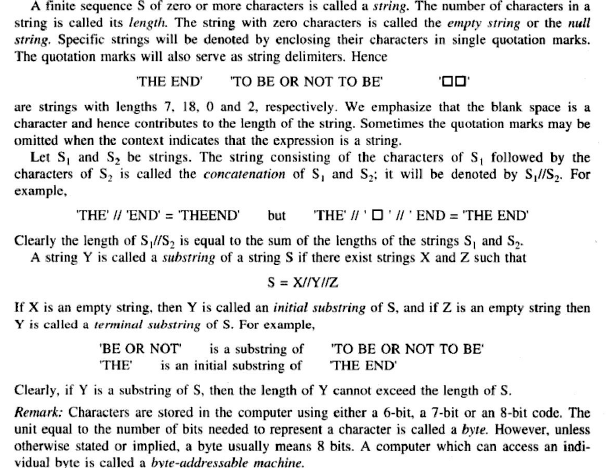 A finite sequence S of zero or more characters is called a string. The number of characters in a
string is called its length. The string with zero characters is called the empty string or the null
string. Specific strings will be denoted by enclosing their characters in single quotation marks.
The quotation marks will also serve as string delimiters. Hence
'THE END' 'TO BE OR NOT TO BE' '□□'
are strings with lengths 7, 18, 0 and 2, respectively. We emphasize that the blank space is a
character and hence contributes to the length of the string. Sometimes the quotation marks may be
omitted when the context indicates that the expression is a string.
Let S₁ and S₂ be strings. The string consisting of the characters of S₁ followed by the
characters of S₂ is called the concatenation of S₁ and S₂; it will be denoted by S₁//S₂. For
example,
'THE' // 'END' = 'THEEND' but 'THE' // ' □ ' // ' END = 'THE END'
Clearly the length of S₁//S₂ is equal to the sum of the lengths of the strings S₁ and S₂.
A string Y is called a substring of a string S if there exist strings X and Z such that
S = X//Y//Z
If X is an empty string, then Y is called an initial substring of S, and if Z is an empty string then
Y is called a terminal substring of S. For example,
'BE OR NOT' is a substring of 'TO BE OR NOT TO BE'
'THE' is an initial substring of 'THE END'
Clearly, if Y is a substring of S, then the length of Y cannot exceed the length of S.
Remark: Characters are stored in the computer using either a 6-bit, a 7-bit or an 8-bit code. The
unit equal to the number of bits needed to represent a character is called a byte. However, unless
otherwise stated or implied, a byte usually means 8 bits. A computer which can access an indi-
vidual byte is called a byte-addressable machine.